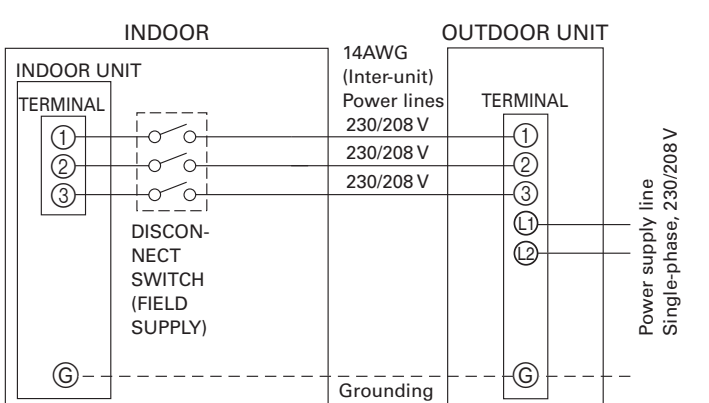 INDOOR
OUTDOOR UNIT
INDOOR UNIT
14AWG
(Inter-unit)
Power lines
TERMINAL
TERMINAL
1
230/208 V
1
2
230/208 V
2
3
230/208 V
3
L1
L2
DISCON-
NECT
SWITCH
(FIELD
SUPPLY)
Power supply line
Single-phase, 230/208 V
G
G
Grounding